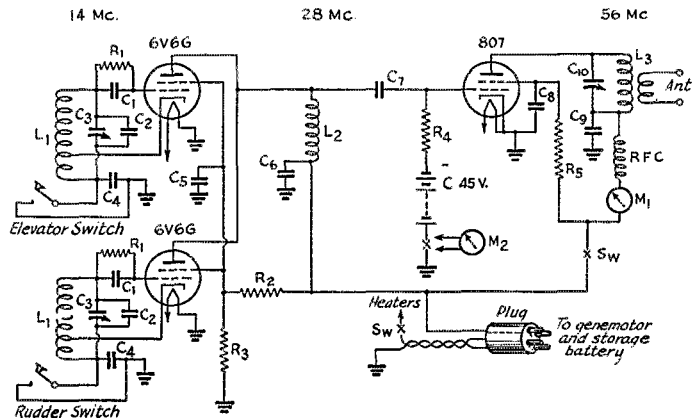 14 Mc. 28 Mc. 56 Mc
R1 6V6G 807 L3
C1 C7 C8 C10 Ant
C3 C2 L1 L2 R4 C9
C4 C5 C6 C 45 V. R5 RFC
M1
Elevator Switch
6V6G M2
R1 C1 R2 Sw
C3 C2 L1 Heaters Plug
C4 R3 Sw To genemotor
and storage
battery
Rudder Switch